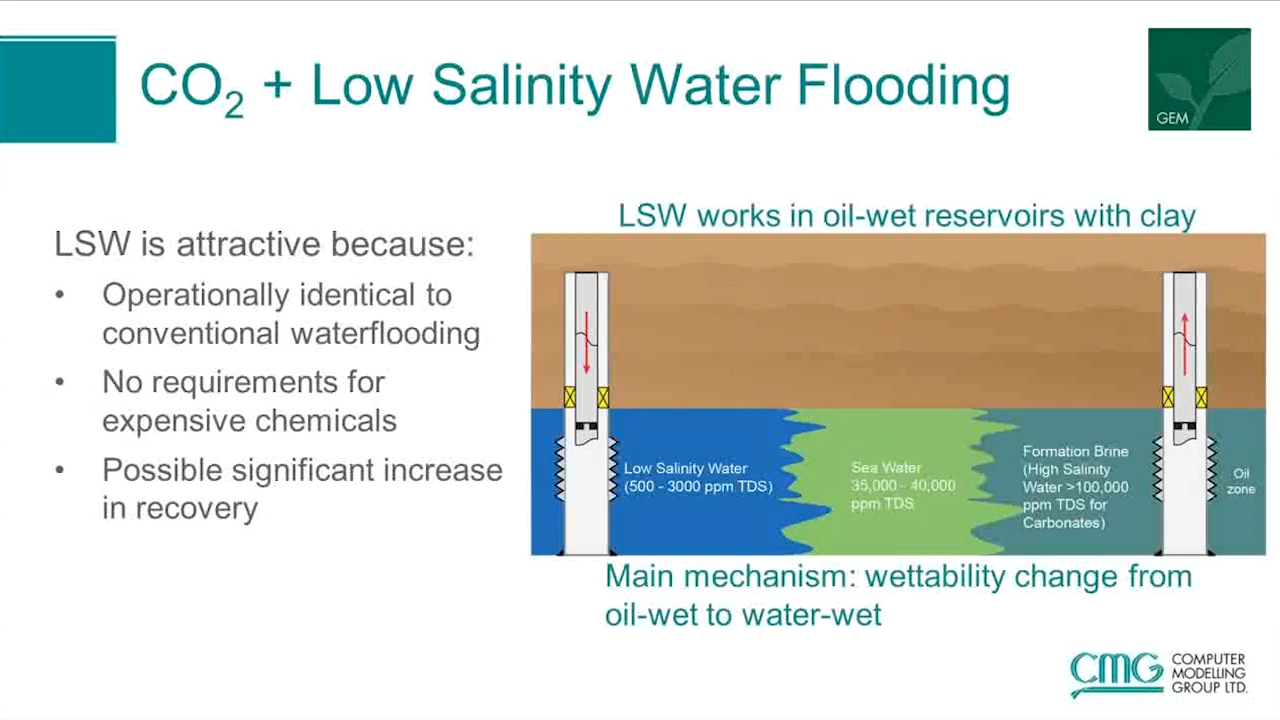 CO₂ + Low Salinity Water Flooding
GEM
LSW is attractive because:
• Operationally identical to
conventional waterflooding
• No requirements for
expensive chemicals
• Possible significant increase
in recovery
LSW works in oil-wet reservoirs with clay
Low Salinity Water
(500 - 3000 ppm TDS)
Sea Water
35,000 - 40,000
ppm TDS
Formation Brine
(High Salinity
Water >100,000
ppm TDS for
Carbonates)
Oil
zone
Main mechanism: wettability change from
oil-wet to water-wet
CMG
COMPUTER
MODELLING
GROUP LTD.